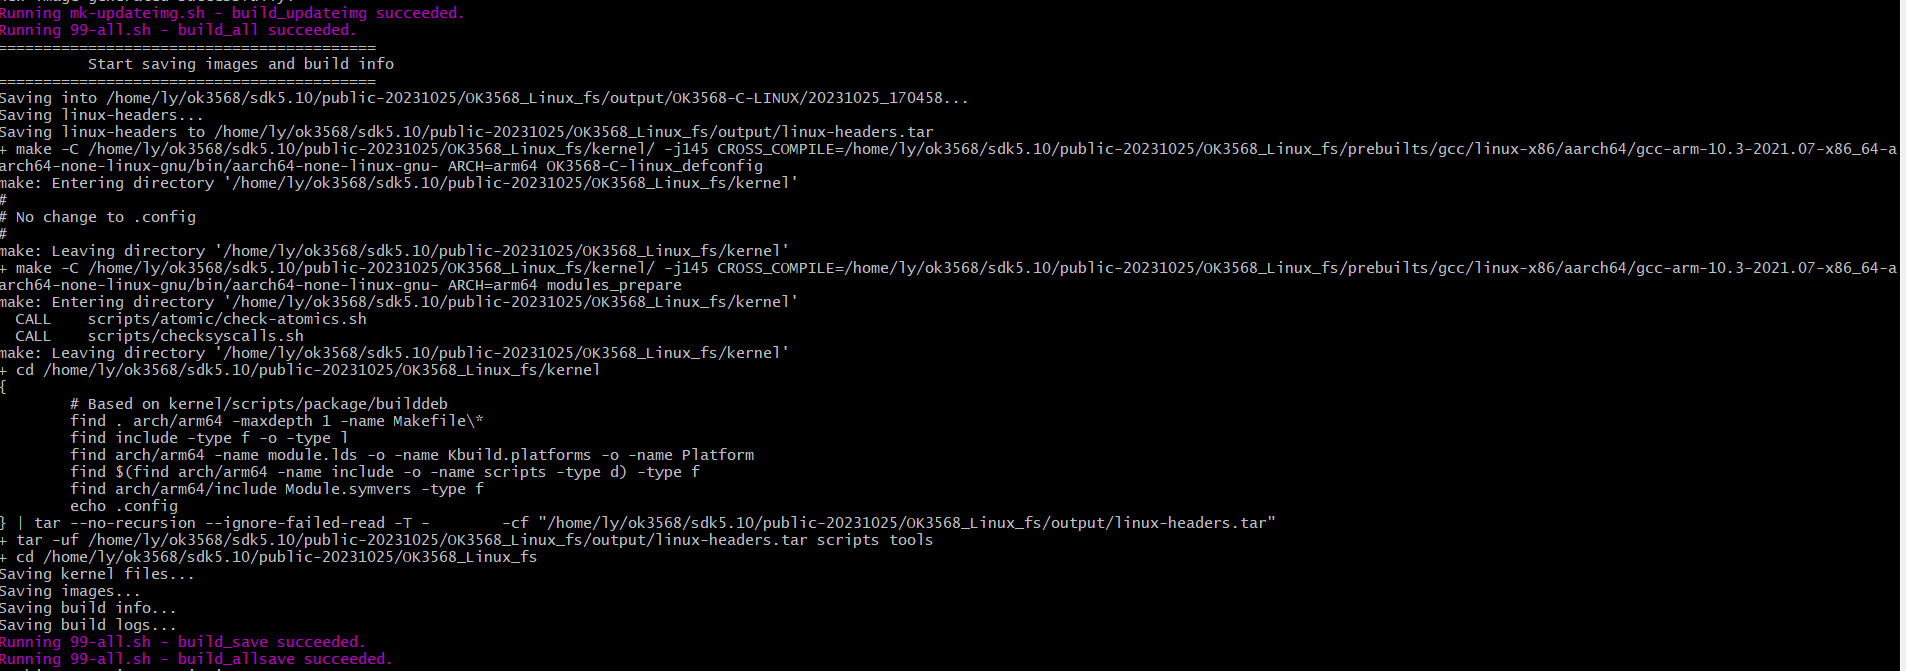 Running mk-updateimg.sh - build_updateimg succeeded.
Running 99-all.sh - build_all succeeded.
==========================================
          Start saving images and build info
==========================================
Saving into /home/ly/ok3568/sdk5.10/public-20231025/OK3568_Linux_fs/output/OK3568-C-LINUX/20231025_170458...
Saving linux-headers...
Saving linux-headers to /home/ly/ok3568/sdk5.10/public-20231025/OK3568_Linux_fs/output/linux-headers.tar
+ make -C /home/ly/ok3568/sdk5.10/public-20231025/OK3568_Linux_fs/kernel/ -j145 CROSS_COMPILE=/home/ly/ok3568/sdk5.10/public-20231025/OK3568_Linux_fs/prebuilts/gcc/linux-x86/aarch64/gcc-arm-10.3-2021.07-x86_64-a
arch64-none-linux-gnu/bin/aarch64-none-linux-gnu- ARCH=arm64 OK3568-C-linux_defconfig
make: Entering directory '/home/ly/ok3568/sdk5.10/public-20231025/OK3568_Linux_fs/kernel'
#
# No change to .config
#
make: Leaving directory '/home/ly/ok3568/sdk5.10/public-20231025/OK3568_Linux_fs/kernel'
+ make -C /home/ly/ok3568/sdk5.10/public-20231025/OK3568_Linux_fs/kernel/ -j145 CROSS_COMPILE=/home/ly/ok3568/sdk5.10/public-20231025/OK3568_Linux_fs/prebuilts/gcc/linux-x86/aarch64/gcc-arm-10.3-2021.07-x86_64-a
arch64-none-linux-gnu/bin/aarch64-none-linux-gnu- ARCH=arm64 modules_prepare
make: Entering directory '/home/ly/ok3568/sdk5.10/public-20231025/OK3568_Linux_fs/kernel'
  CALL    scripts/atomic/check-atomics.sh
  CALL    scripts/checksyscalls.sh
make: Leaving directory '/home/ly/ok3568/sdk5.10/public-20231025/OK3568_Linux_fs/kernel'
+ cd /home/ly/ok3568/sdk5.10/public-20231025/OK3568_Linux_fs/kernel
{
        # Based on kernel/scripts/package/builddeb
        find . arch/arm64 -maxdepth 1 -name Makefile\*
        find include -type f -o -type l
        find arch/arm64 -name module.lds -o -name Kbuild.platforms -o -name Platform
        find $(find arch/arm64 -name include -o -name scripts -type d) -type f
        find arch/arm64/include Module.symvers -type f
        echo .config
} | tar --no-recursion --ignore-failed-read -T -        -cf "/home/ly/ok3568/sdk5.10/public-20231025/OK3568_Linux_fs/output/linux-headers.tar"
+ tar -uf /home/ly/ok3568/sdk5.10/public-20231025/OK3568_Linux_fs/output/linux-headers.tar scripts tools
+ cd /home/ly/ok3568/sdk5.10/public-20231025/OK3568_Linux_fs
Saving kernel files...
Saving images...
Saving build info...
Saving build logs...
Running 99-all.sh - build_save succeeded.
Running 99-all.sh - build_allsave succeeded.